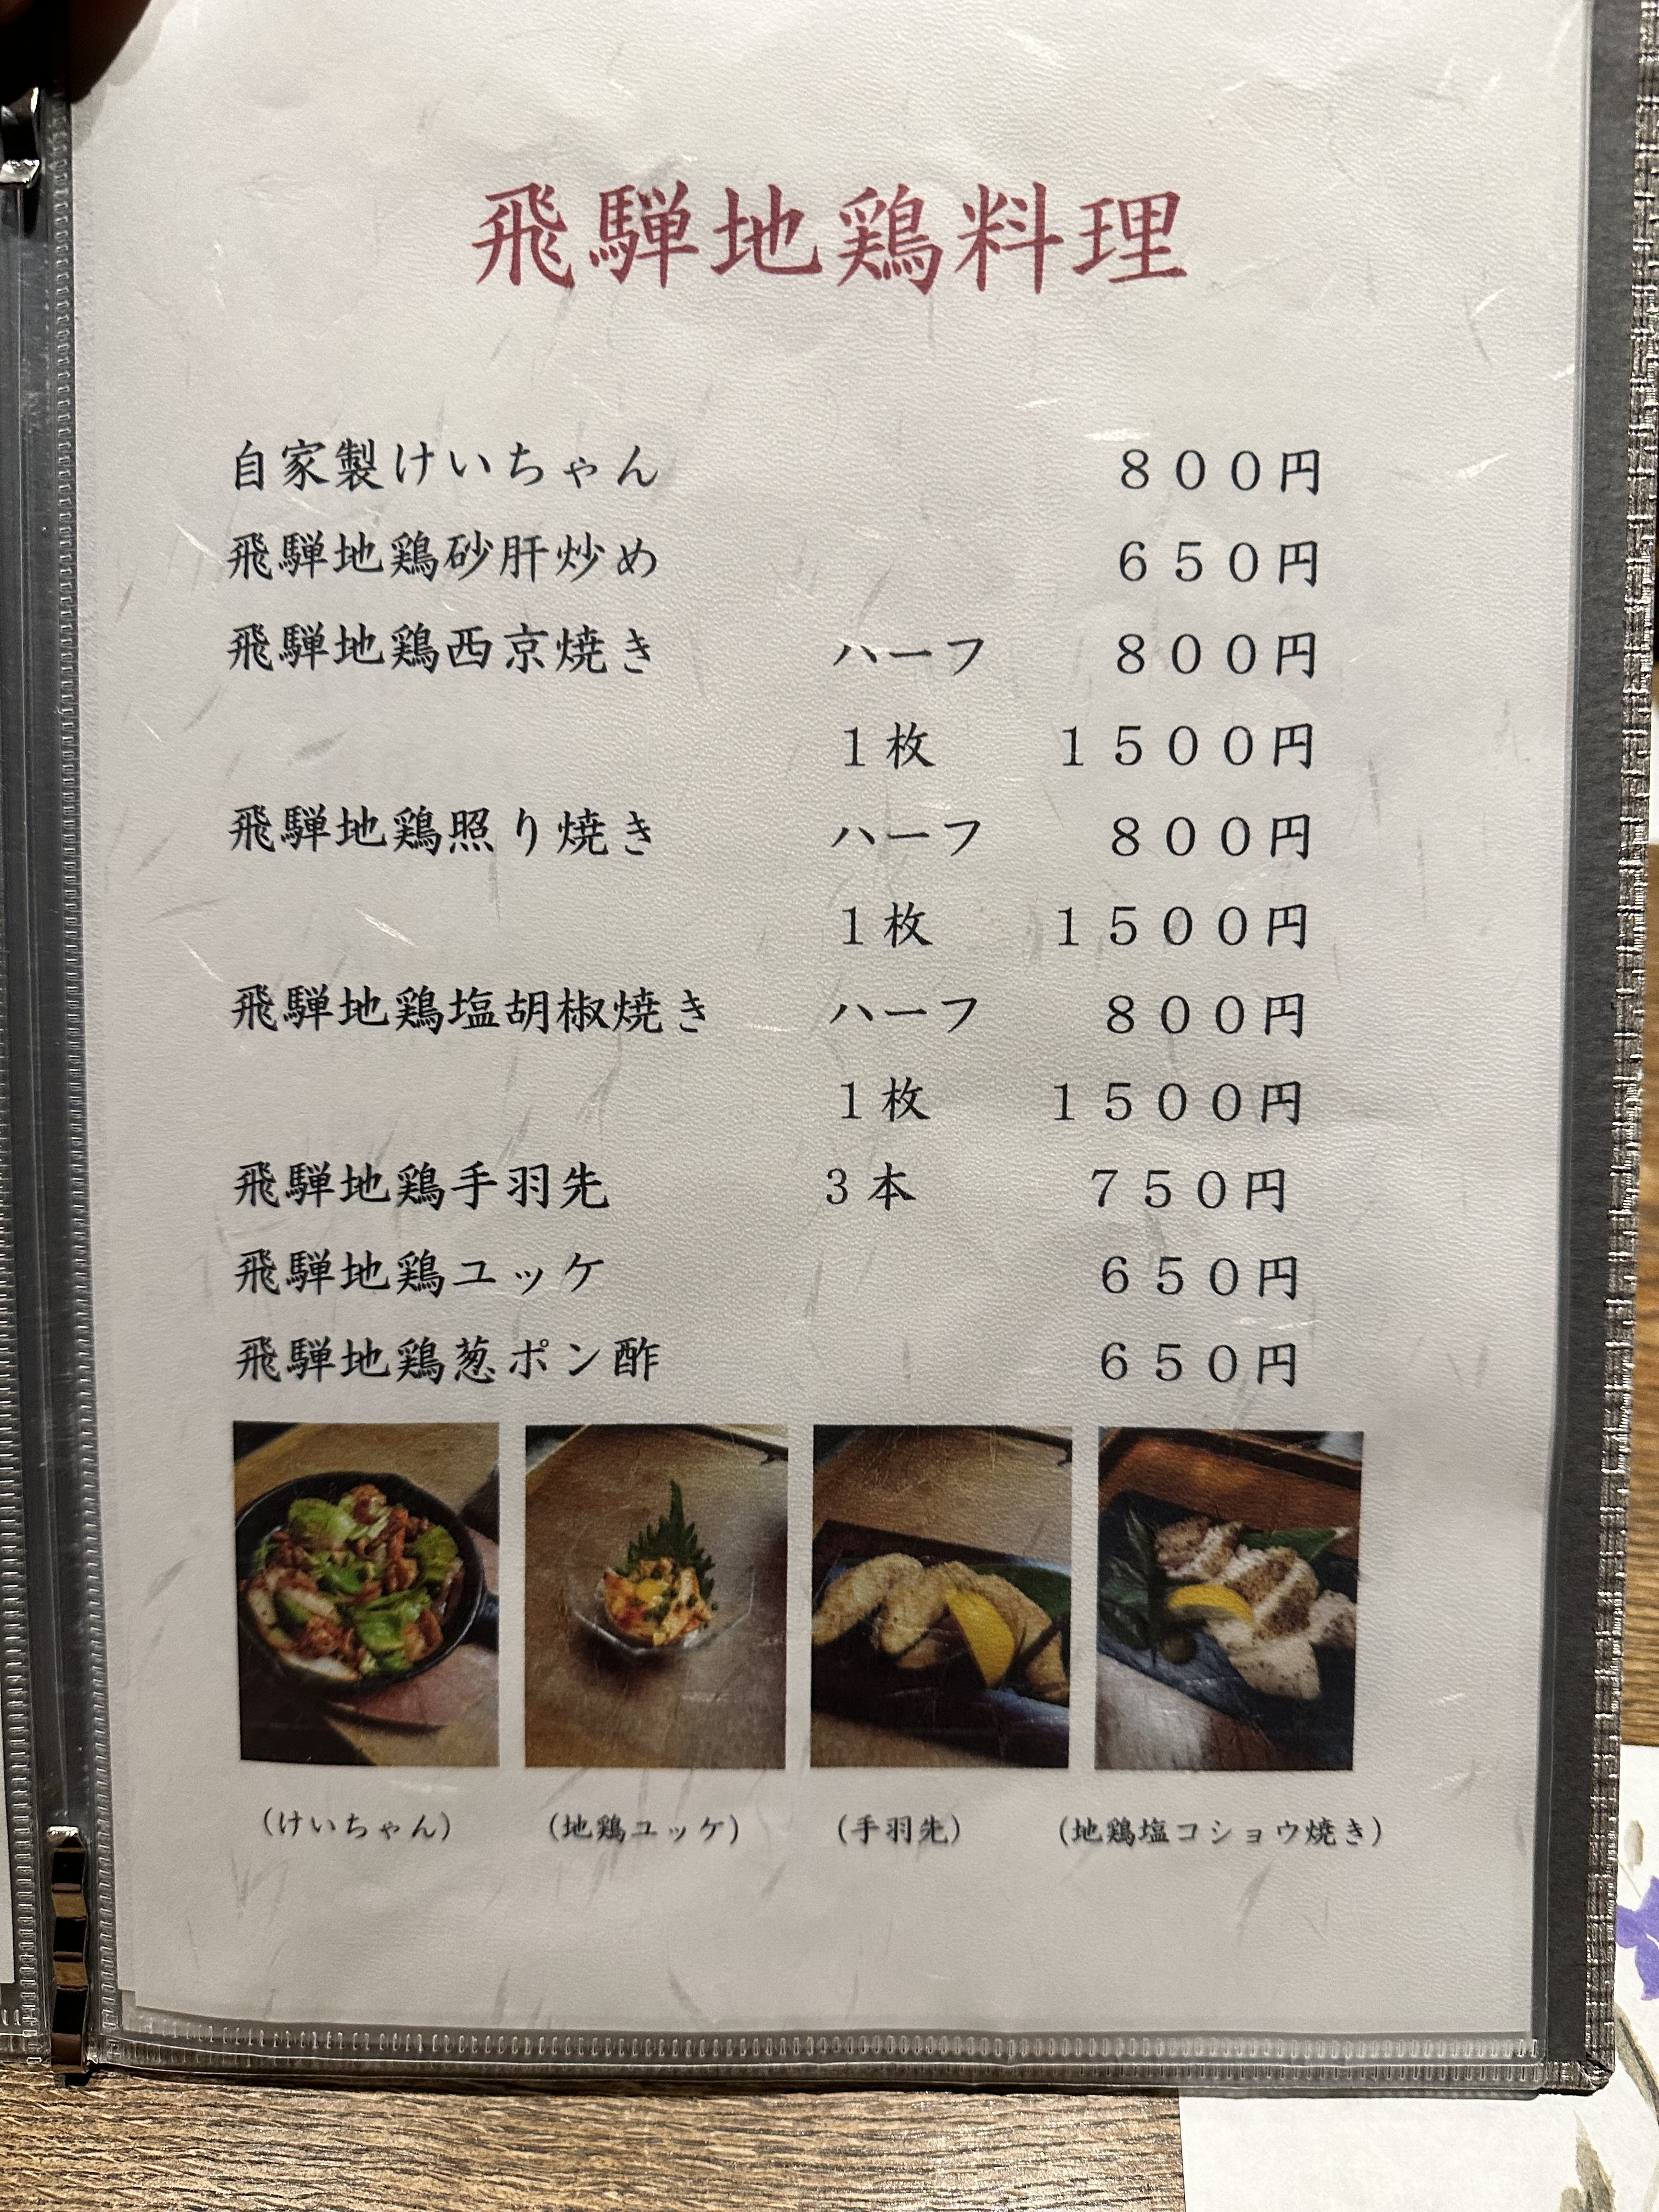 飛騨地鶏料理
自家製けいちゃん ８００円
飛騨地鶏砂肝炒め ６５０円
飛騨地鶏西京焼き ハーフ ８００円
１枚 １５００円
飛騨地鶏照り焼き ハーフ ８００円
１枚 １５００円
飛騨地鶏塩胡椒焼き ハーフ ８００円
１枚 １５００円
飛騨地鶏手羽先 ３本 ７５０円
飛騨地鶏ユッケ ６５０円
飛騨地鶏葱ポン酢 ６５０円
（けいちゃん） （地鶏ユッケ） （手羽先） （地鶏塩コショウ焼き）